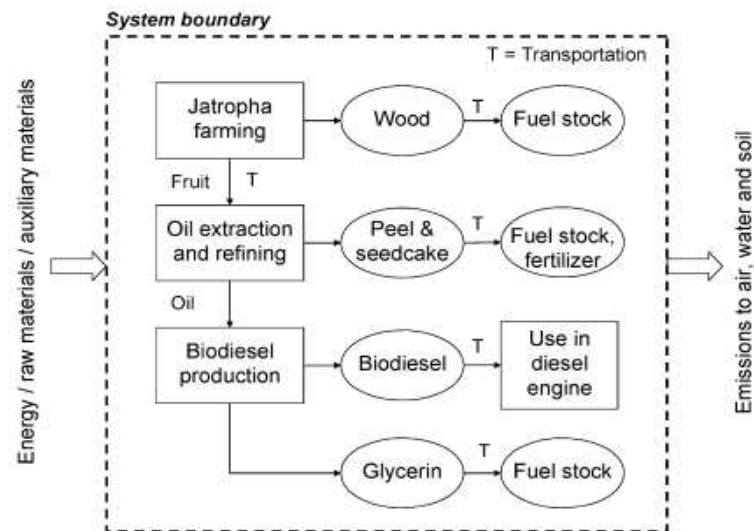 System boundary
T = Transportation
Jatropha
farming
Wood
T
Fuel stock
Fruit
T
Oil extraction
and refining
Peel &
seedcake
T
Fuel stock,
fertilizer
Oil
Biodiesel
production
Biodiesel
T
Use in
diesel
engine
Glycerin
T
Fuel stock
Energy / raw materials / auxiliary materials
Emissions to air, water and soil